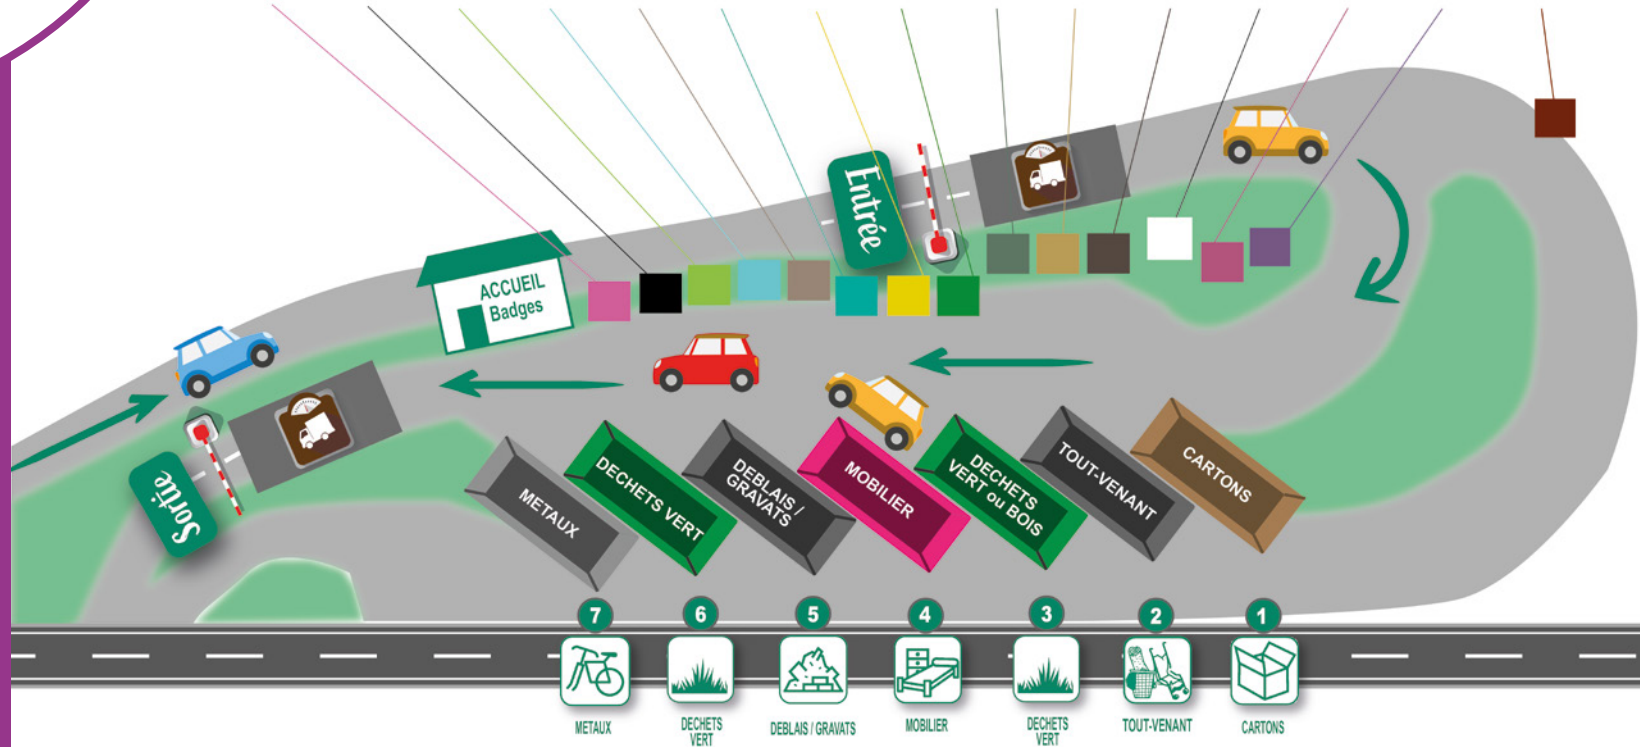 Entrée
ACCUEIL
Badges
Sortie
METAUX
DECHETS VERT
DEBLAIS /
GRAVATS
MOBILIER
DECHETS
VERT ou BOIS
TOUT-VENANT
CARTONS
7
6
5
4
3
2
1
METAUX
DECHETS
VERT
DEBLAIS / GRAVATS
MOBILIER
DECHETS
VERT
TOUT-VENANT
CARTONS